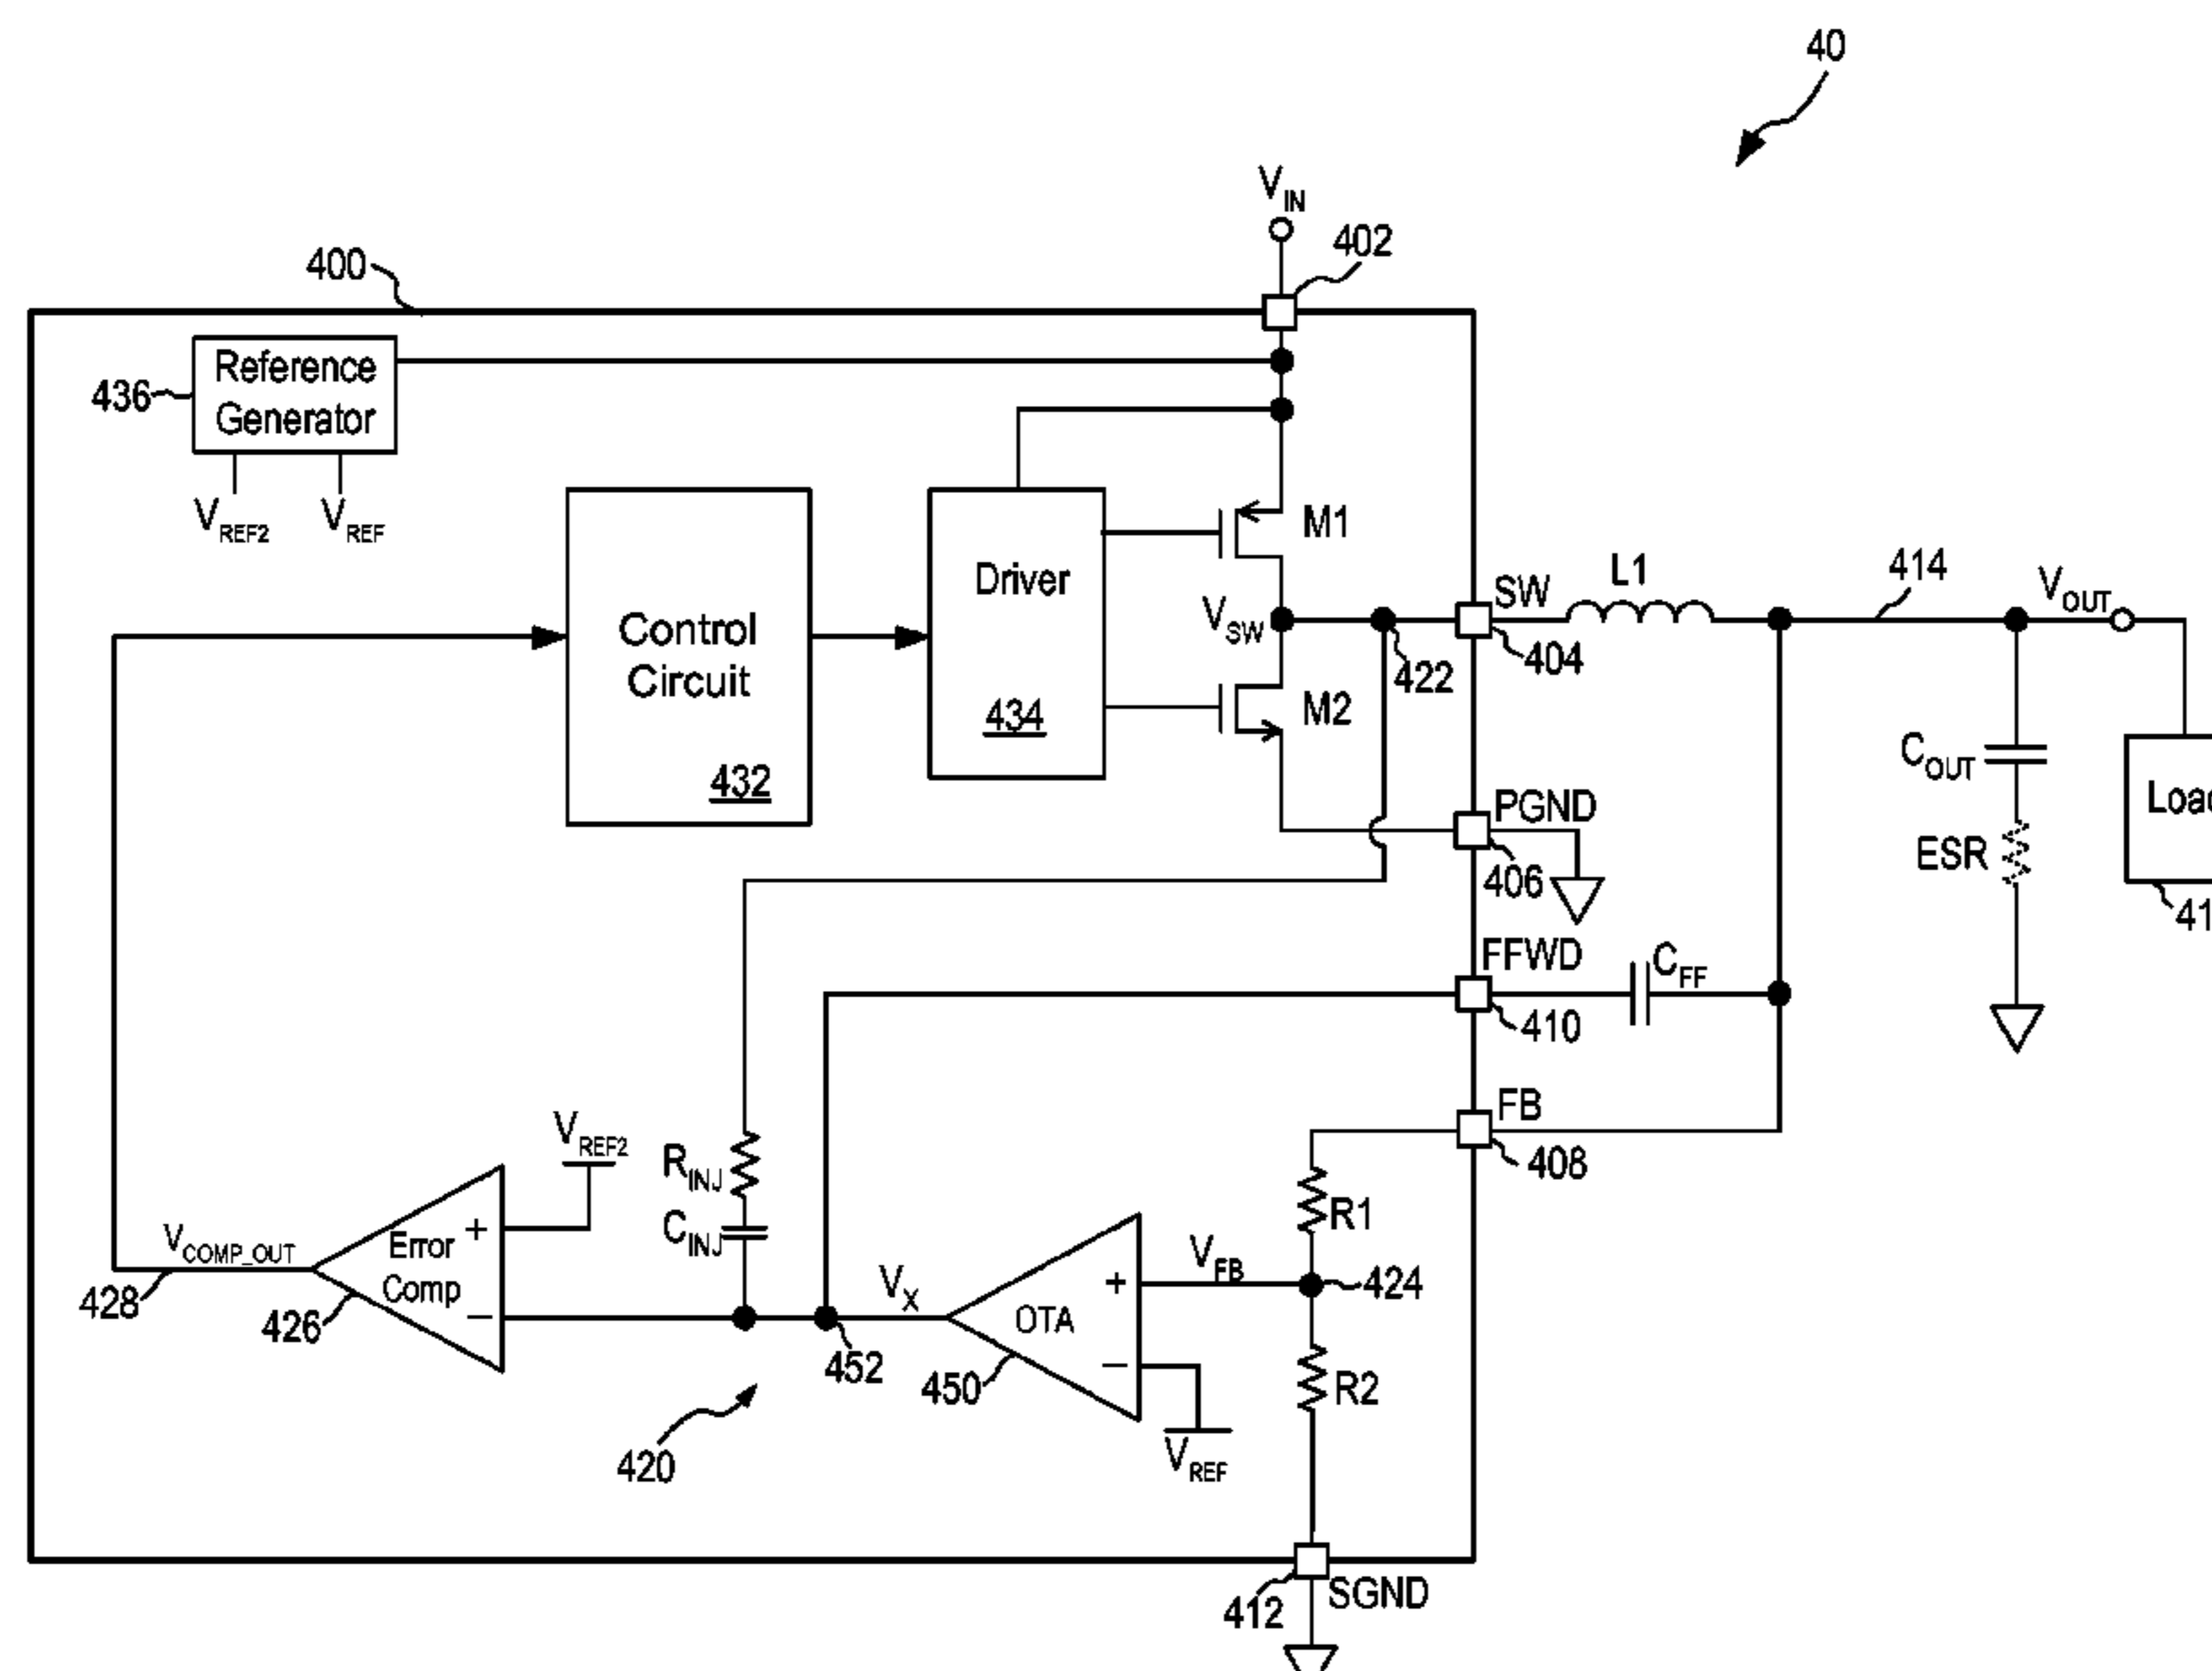 40
V_IN
402
400
Reference
Generator
436
V_REF2
V_REF
Control
Circuit
432
Driver
434
M1
V_SW
M2
422
SW
404
L1
414
V_OUT
C_OUT
ESR
PGND
406
FFWD
410
C_FF
FB
408
V_REF2
R_INJ
C_INJ
V_COMP_OUT
428
Error
Comp
+
−
426
V_X
452
420
OTA
+
−
450
V_FB
424
R1
R2
V_REF
412
SGND